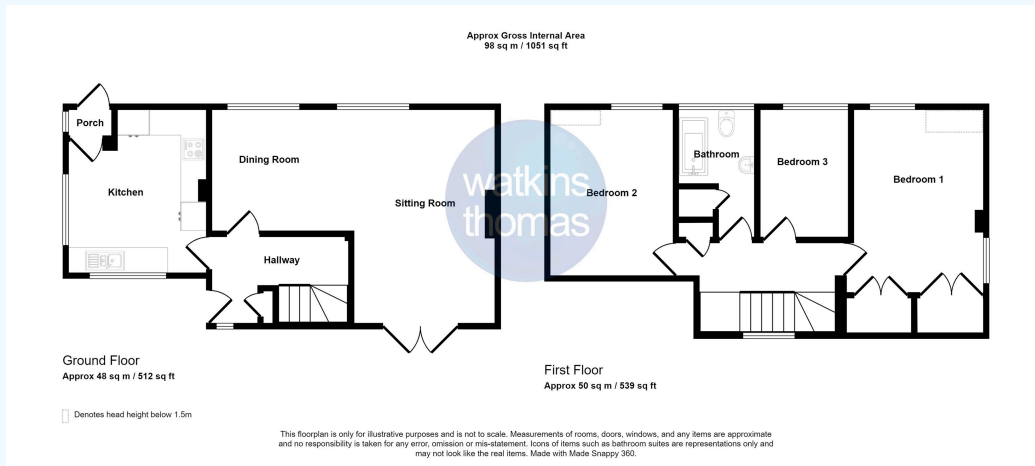 Approx Gross Internal Area
98 sq m / 1051 sq ft
Porch
Kitchen
Dining Room
Sitting Room
Hallway
watkins
thomas
Bedroom 2
Bathroom
Bedroom 3
Bedroom 1
Ground Floor
Approx 48 sq m / 512 sq ft
First Floor
Approx 50 sq m / 539 sq ft
Denotes head height below 1.5m
This floorplan is only for illustrative purposes and is not to scale. Measurements of rooms, doors, windows, and any items are approximate
and no responsibility is taken for any error, omission or mis-statement. Icons of items such as bathroom suites are representations only and
may not look like the real items. Made with Made Snappy 360.